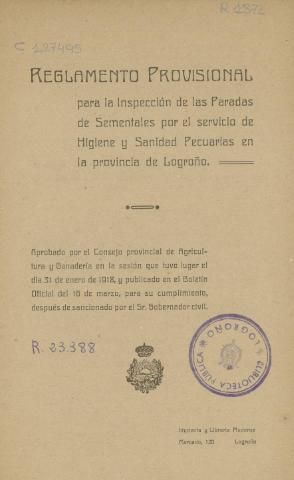 R 1372
C 127495
REGLAMENTO PROVISIONAL
para la Inspección de las Paradas
de Sementales por el servicio de
Higiene y Sanidad Pecuarias en
la provincia de Logroño.
Aprobado por el Consejo provincial de Agricul-
tura y Ganadería en la sesión que tuvo lugar el
día 31 de enero de 1918, y publicado en el Boletín
Oficial del 16 de marzo, para su cumplimiento,
después de sancionado por el Sr. Gobernador civil.
R. 23.388
BIBLIOTECA PUBLICA
LOGROÑO
Imprenta y Librería Moderna
Mercado, 120 Logroño